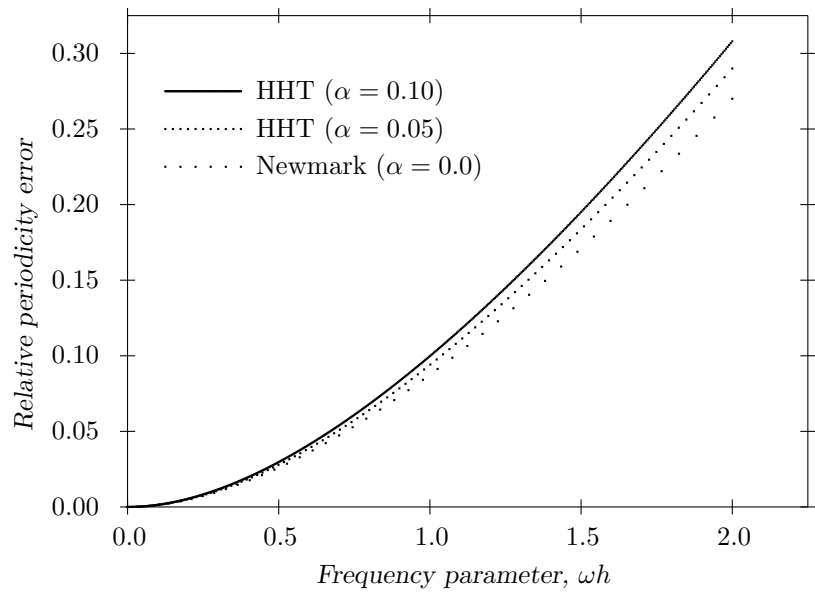 0.30
0.25
0.20
0.15
0.10
0.05
0.00
Relative periodicity error
HHT (α = 0.10)
HHT (α = 0.05)
Newmark (α = 0.0)
0.0 0.5 1.0 1.5 2.0
Frequency parameter, ωh